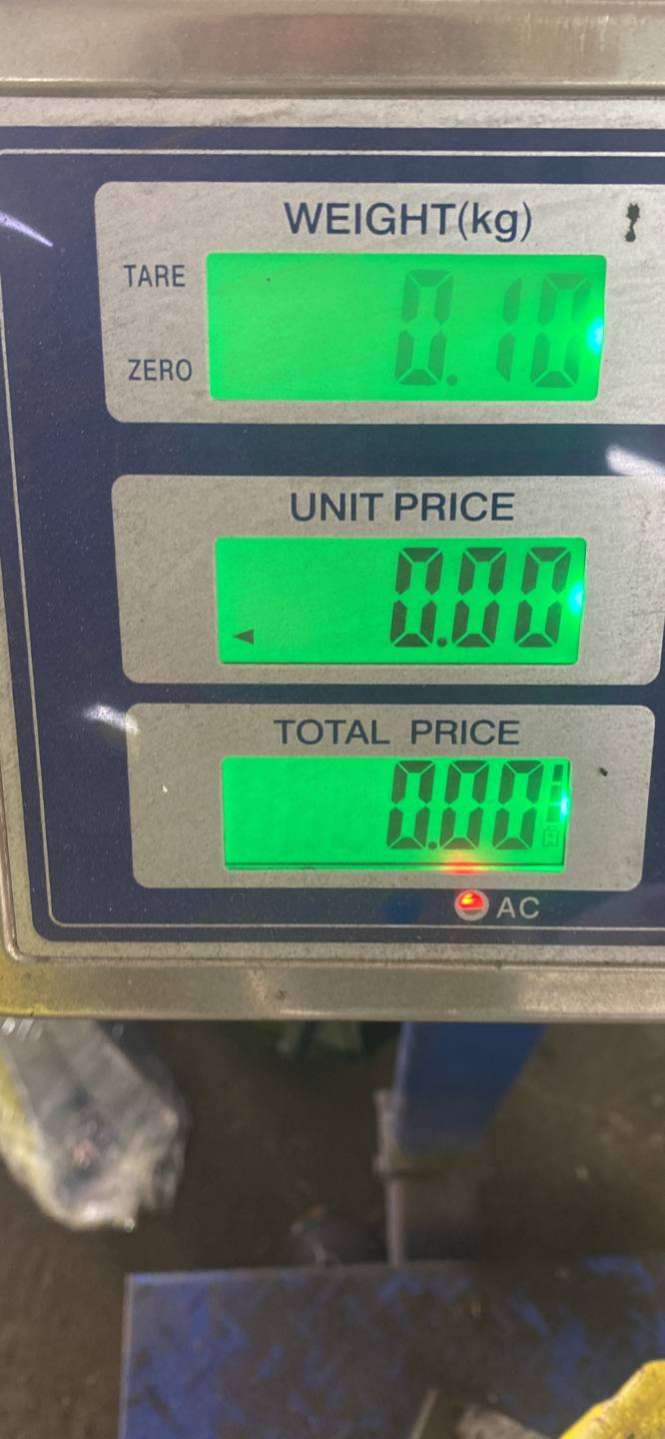 WEIGHT(kg)
TARE
0.10
ZERO
UNIT PRICE
0.00
TOTAL PRICE
0.00
AC